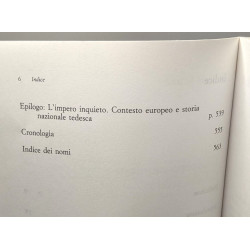 6 Indice
Epilogo: L'impero inquieto. Contesto europeo e storia
nazionale tedesca p. 539
Cronologia 555
Indice dei nomi 563